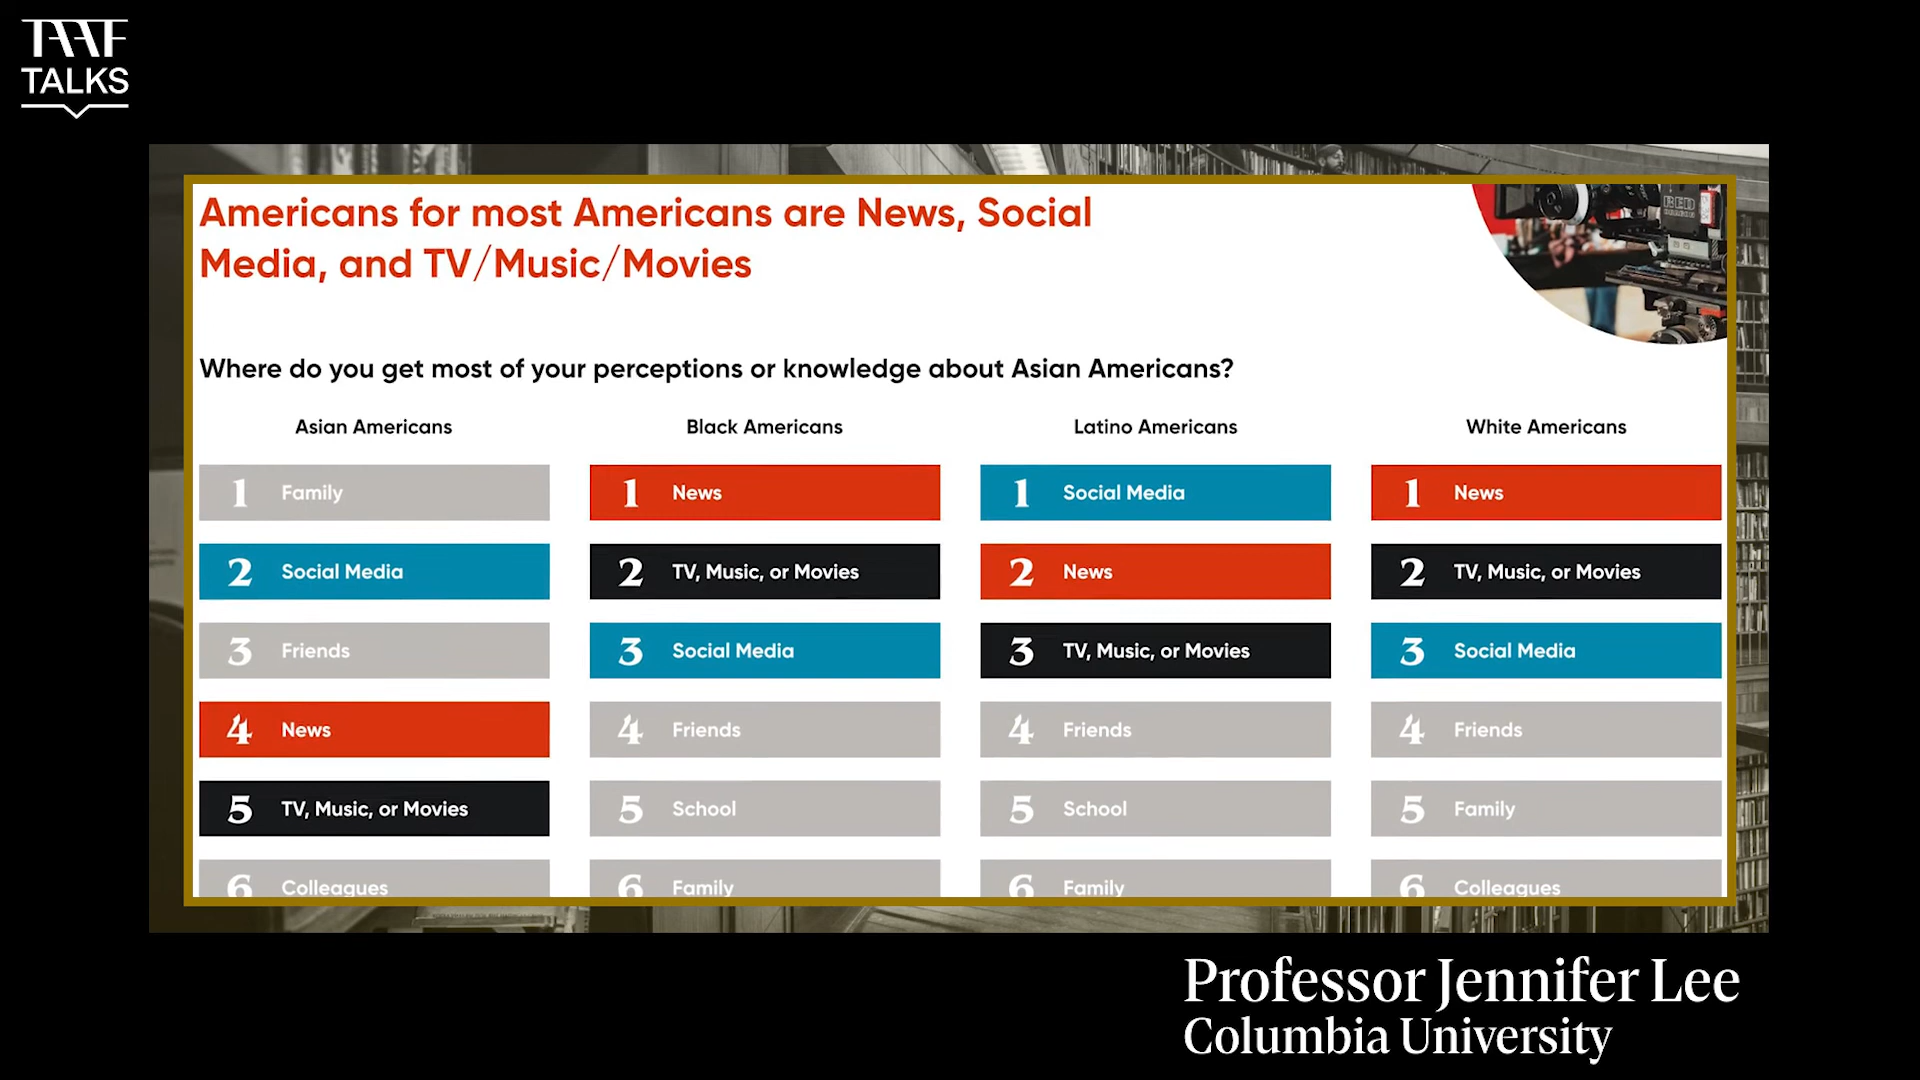 TAAF
TALKS
Americans for most Americans are News, Social
Media, and TV/Music/Movies
RED
Where do you get most of your perceptions or knowledge about Asian Americans?
Asian Americans
Black Americans
Latino Americans
White Americans
1 Family
1 News
1 Social Media
1 News
2 Social Media
2 TV, Music, or Movies
2 News
2 TV, Music, or Movies
3 Friends
3 Social Media
3 TV, Music, or Movies
3 Social Media
4 News
4 Friends
4 Friends
4 Friends
5 TV, Music, or Movies
5 School
5 School
5 Family
6 Colleagues
6 Family
6 Family
6 Colleagues
Professor Jennifer Lee
Columbia University